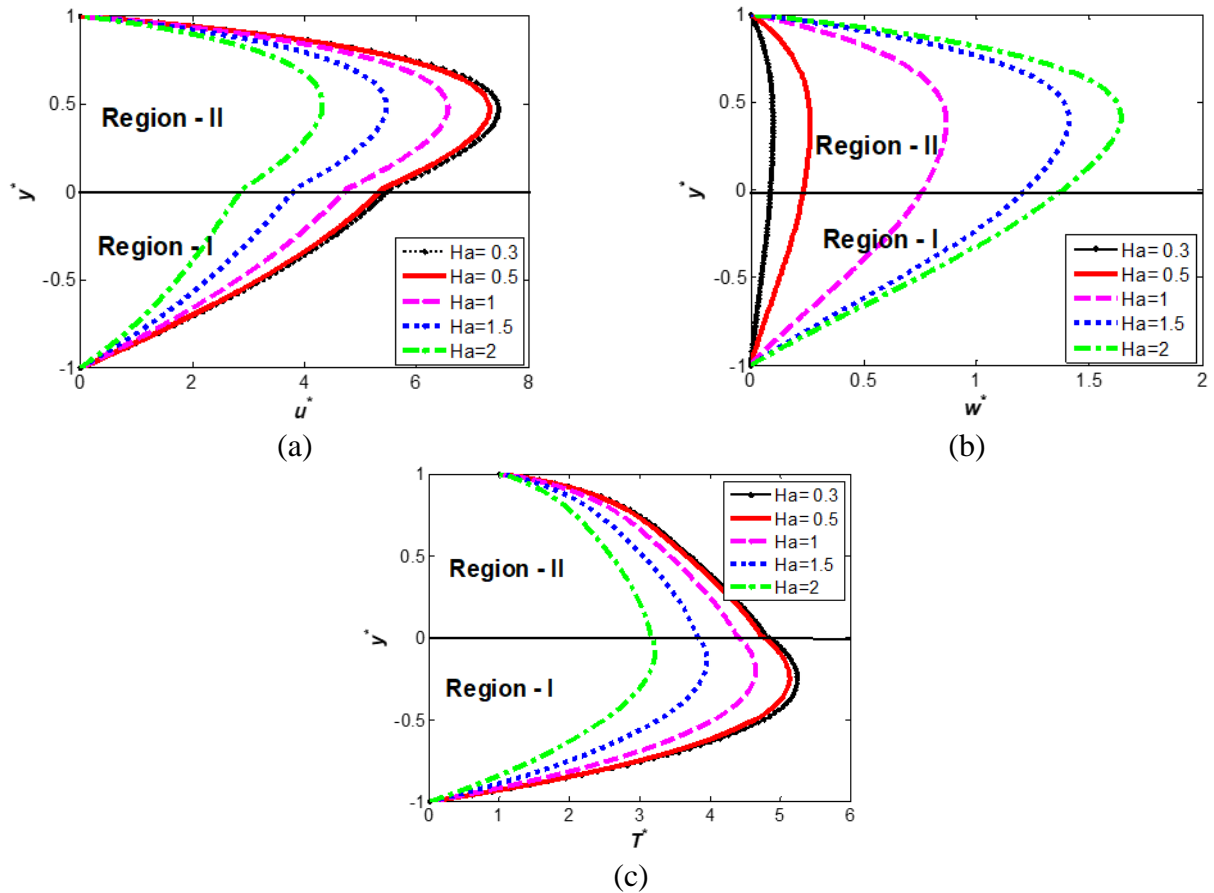 1
0.5
0
-0.5
-1
y*
Region - II
Region - I
Ha= 0.3
Ha= 0.5
Ha=1
Ha=1.5
Ha=2
0 2 4 6 8
u*
(a)
1
0.5
0
-0.5
-1
y*
Region - II
Region - I
Ha= 0.3
Ha= 0.5
Ha=1
Ha=1.5
Ha=2
0 0.5 1 1.5 2
w*
(b)
1
0.5
0
-0.5
-1
y*
Region - II
Region - I
Ha= 0.3
Ha= 0.5
Ha=1
Ha=1.5
Ha=2
0 1 2 3 4 5 6
T*
(c)